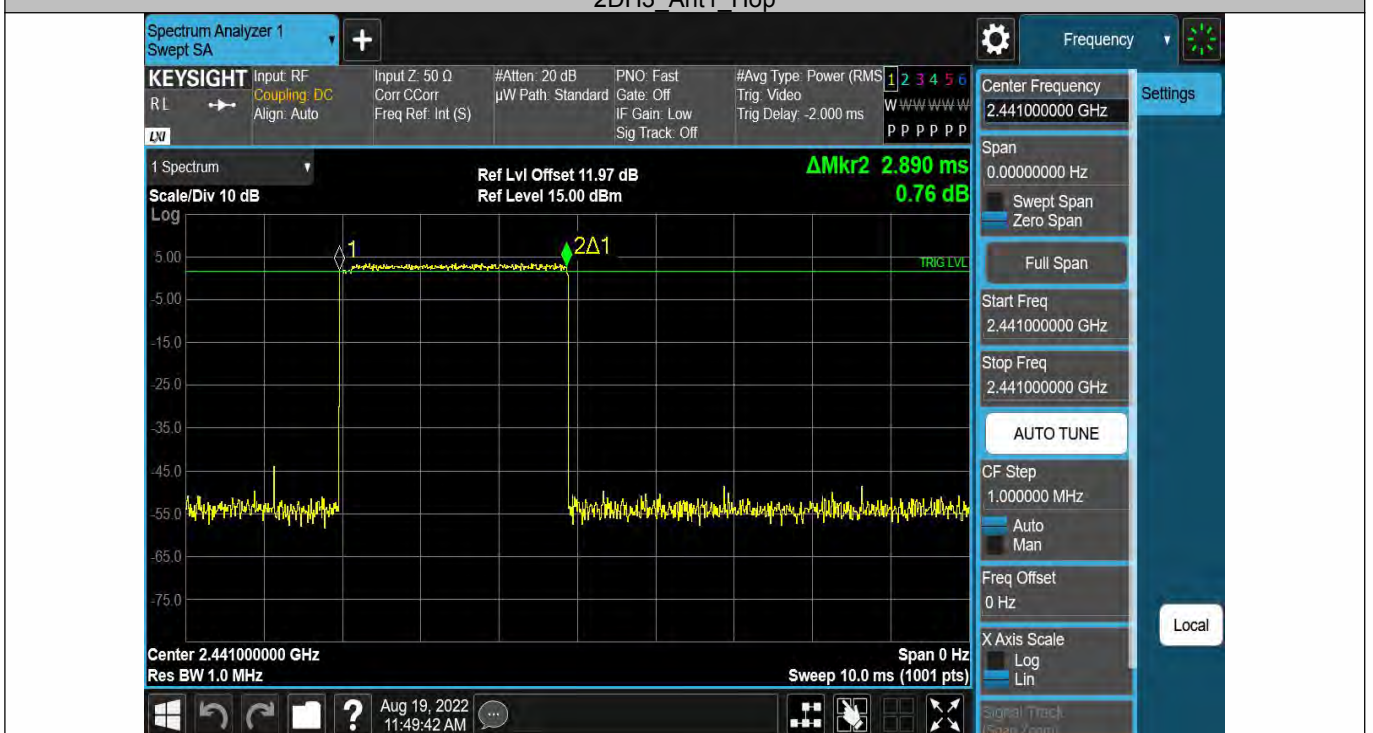 2DH5_Ant1_Hop
Spectrum Analyzer 1
Swept SA
Frequency
KEYSIGHT
R L
LXI
Input: RF
Coupling: DC
Align: Auto
Input Z: 50 Ω
Corr CCorr
Freq Ref: Int (S)
#Atten: 20 dB
µW Path: Standard
PNO: Fast
Gate: Off
IF Gain: Low
Sig Track: Off
#Avg Type: Power (RMS
Trig: Video
Trig Delay: -2.000 ms
1 2 3 4 5 6
W W W W W W
P P P P P P
Settings
Center Frequency
2.441000000 GHz
Span
0.00000000 Hz
Swept Span
Zero Span
Full Span
Start Freq
2.441000000 GHz
Stop Freq
2.441000000 GHz
AUTO TUNE
CF Step
1.000000 MHz
Auto
Man
Freq Offset
0 Hz
X Axis Scale
Log
Lin
Signal Track
(Span Zoom)
Local
1 Spectrum
Scale/Div 10 dB
Log
Ref Lvl Offset 11.97 dB
Ref Level 15.00 dBm
ΔMkr2 2.890 ms
0.76 dB
1
2Δ1
TRIG LVL
5.00
-5.00
-15.0
-25.0
-35.0
-45.0
-55.0
-65.0
-75.0
Center 2.441000000 GHz
Res BW 1.0 MHz
Span 0 Hz
Sweep 10.0 ms (1001 pts)
Aug 19, 2022
11:49:42 AM